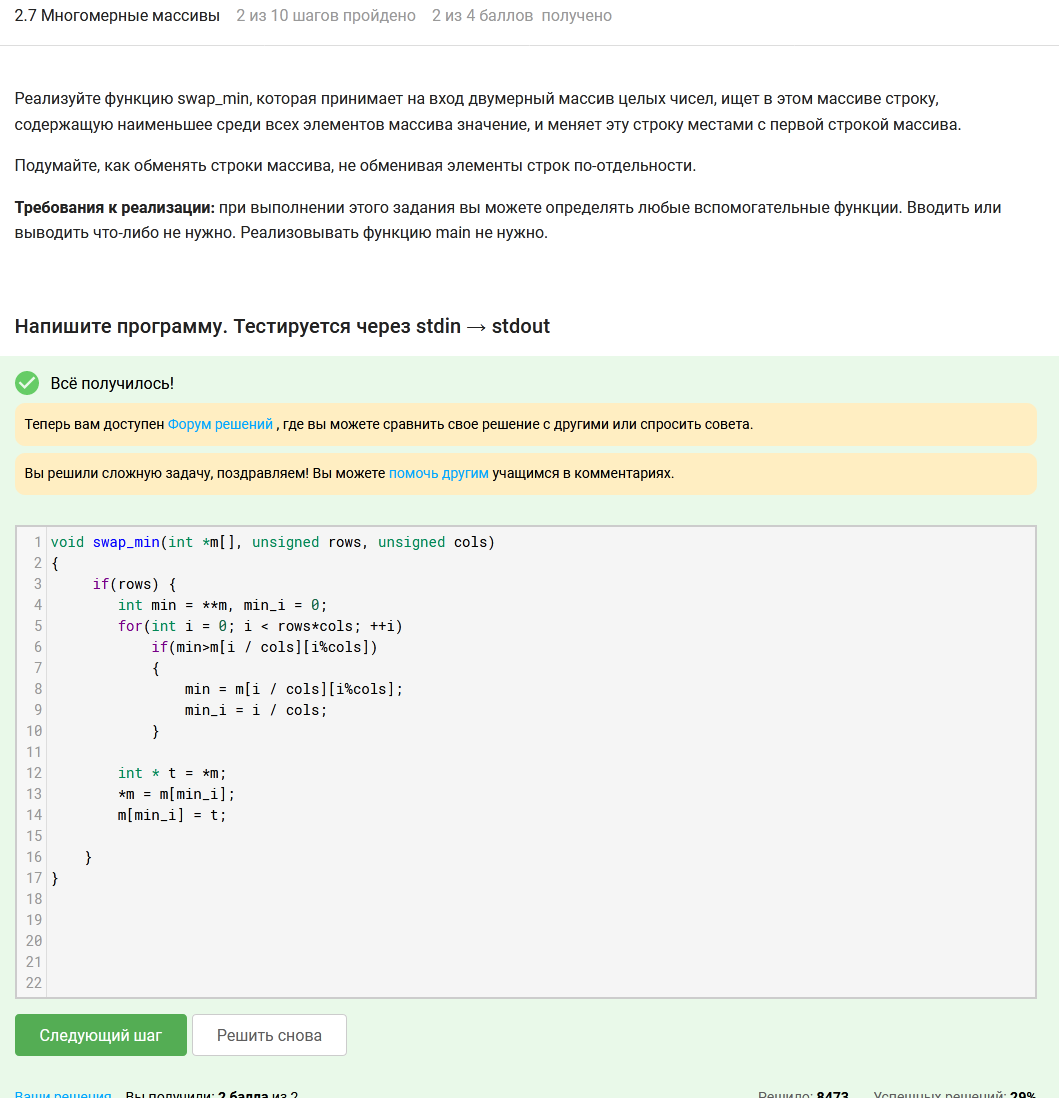 2.7 Многомерные массивы 2 из 10 шагов пройдено 2 из 4 баллов получено
Реализуйте функцию swap_min, которая принимает на вход двумерный массив целых чисел, ищет в этом массиве строку,
содержащую наименьшее среди всех элементов массива значение, и меняет эту строку местами с первой строкой массива.
Подумайте, как обменять строки массива, не обменивая элементы строк по-отдельности.
Требования к реализации: при выполнении этого задания вы можете определять любые вспомогательные функции. Вводить или
выводить что-либо не нужно. Реализовывать функцию main не нужно.
Напишите программу. Тестируется через stdin → stdout
Всё получилось!
Теперь вам доступен Форум решений , где вы можете сравнить свое решение с другими или спросить совета.
Вы решили сложную задачу, поздравляем! Вы можете помочь другим учащимся в комментариях.
1 void swap_min(int *m[], unsigned rows, unsigned cols)
2 {
3 if(rows) {
4 int min = **m, min_i = 0;
5 for(int i = 0; i < rows*cols; ++i)
6 if(min>m[i / cols][i%cols])
7 {
8 min = m[i / cols][i%cols];
9 min_i = i / cols;
10 }
11
12 int * t = *m;
13 *m = m[min_i];
14 m[min_i] = t;
15
16 }
17 }
18
19
20
21
22
Следующий шаг Решить снова
Ваши решения Вы получили: 2 балла из 2 Решило: 8473 Успешных решений: 29%